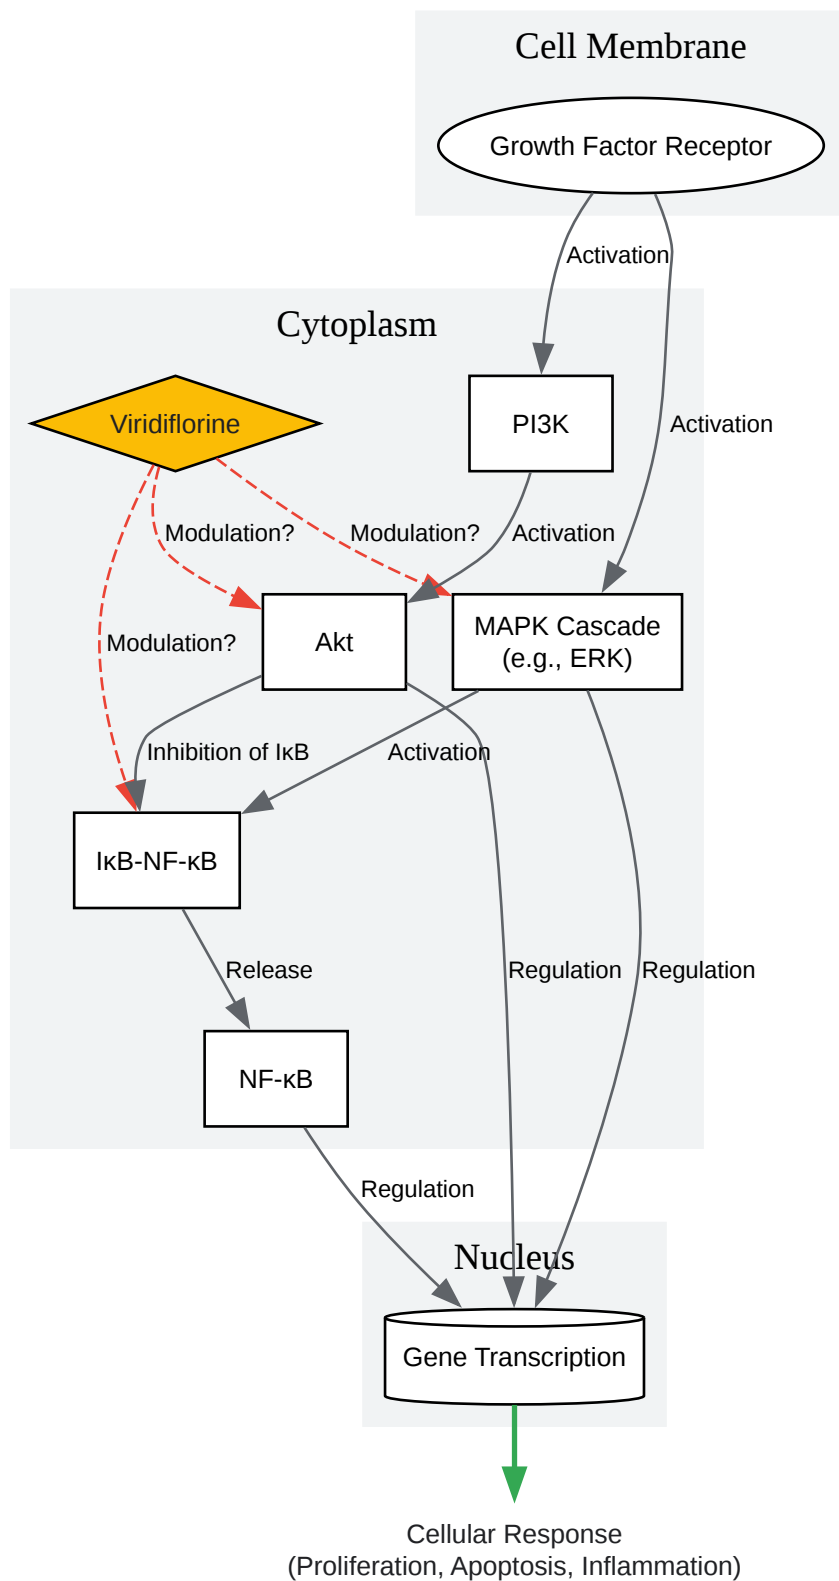 Cell Membrane
Growth Factor Receptor
Activation
Cytoplasm
Viridiflorine
PI3K
Activation
Modulation?
Modulation?
Activation
Akt
MAPK Cascade
(e.g., ERK)
Modulation?
Inhibition of IκB
Activation
IκB-NF-κB
Release
Regulation
Regulation
NF-κB
Regulation
Nucleus
Gene Transcription
Cellular Response
(Proliferation, Apoptosis, Inflammation)